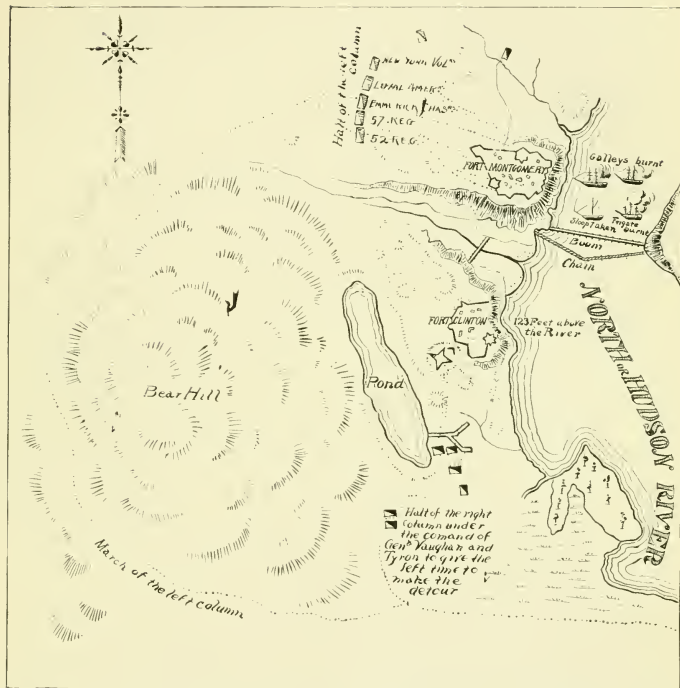 Halt of the left
column
NEW YORK VOLrs
LOYAL AMERs
EMMERICK CHASrs
57. REG
52 REG.
FORT MONTGOMERY
Galleys burnt
Sloop Taken
Frigate
burnt
Boom
Chain
FORT CLINTON
123 Feet above
the River
NORTH OR HUDSON RIVER
Pond
Bear Hill
Halt of the right
Column under
the comand of
Genls Vaughan and
Tyron to give the
left time to
make the
detour
March of the left column